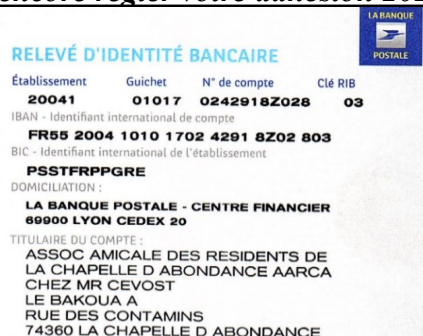 LA BANQUE
POSTALE
RELEVÉ D'IDENTITÉ BANCAIRE
Établissement Guichet N° de compte Clé RIB
20041 01017 0242918Z028 03
IBAN - Identifiant international de compte
FR55 2004 1010 1702 4291 8Z02 803
BIC - Identifiant international de l'établissement
PSSTFRPPGRE
DOMICILIATION :
LA BANQUE POSTALE - CENTRE FINANCIER
69900 LYON CEDEX 20
TITULAIRE DU COMPTE :
ASSOC AMICALE DES RESIDENTS DE
LA CHAPELLE D ABONDANCE AARCA
CHEZ MR CEVOST
LE BAKOUA A
RUE DES CONTAMINS
74360 LA CHAPELLE D ABONDANCE